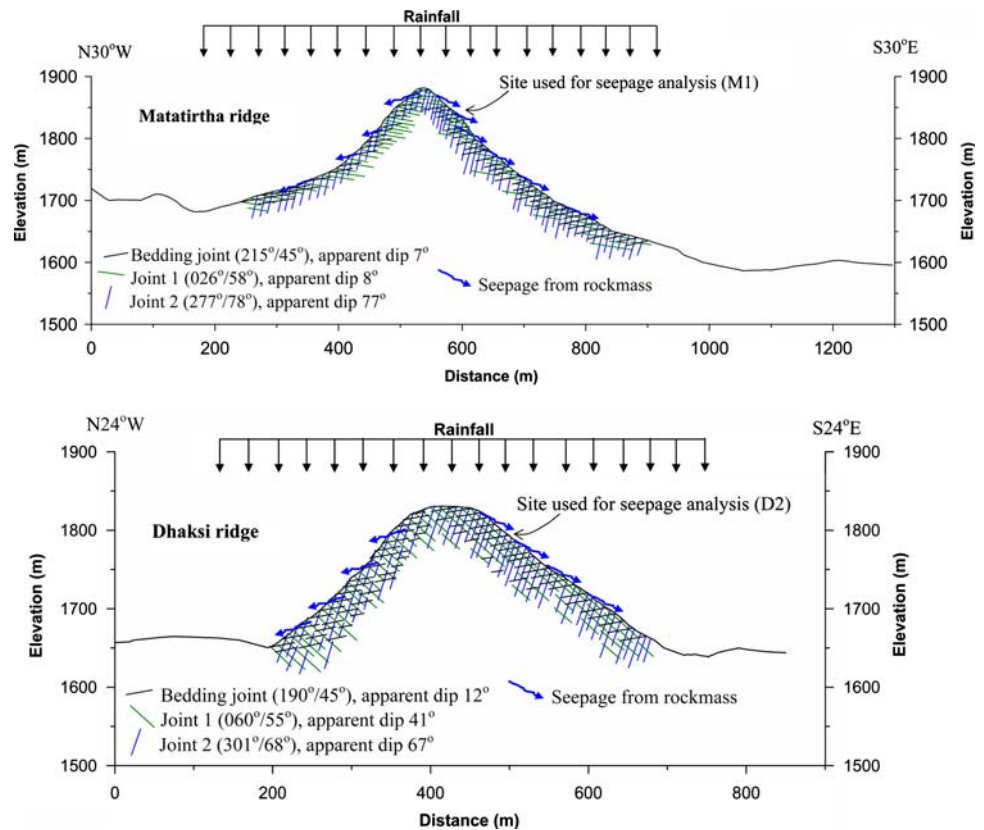 Rainfall
N30°W
S30°E
1900
1900
Site used for seepage analysis (M1)
Matatirtha ridge
1800
1800
Elevation (m)
Elevation (m)
1700
1700
Bedding joint (215°/45°), apparent dip 7°
1600
1600
Joint 1 (026°/58°), apparent dip 8°
Seepage from rockmass
Joint 2 (277°/78°), apparent dip 77°
1500
1500
0 200 400 600 800 1000 1200
Distance (m)
N24°W
S24°E
Rainfall
1900
1900
Site used for seepage analysis (D2)
Dhaksi ridge
1800
1800
Elevation (m)
Elevation (m)
1700
1700
1600
1600
Bedding joint (190°/45°), apparent dip 12°
Seepage from rockmass
Joint 1 (060°/55°), apparent dip 41°
Joint 2 (301°/68°), apparent dip 67°
1500
1500
0 200 400 600 800
Distance (m)